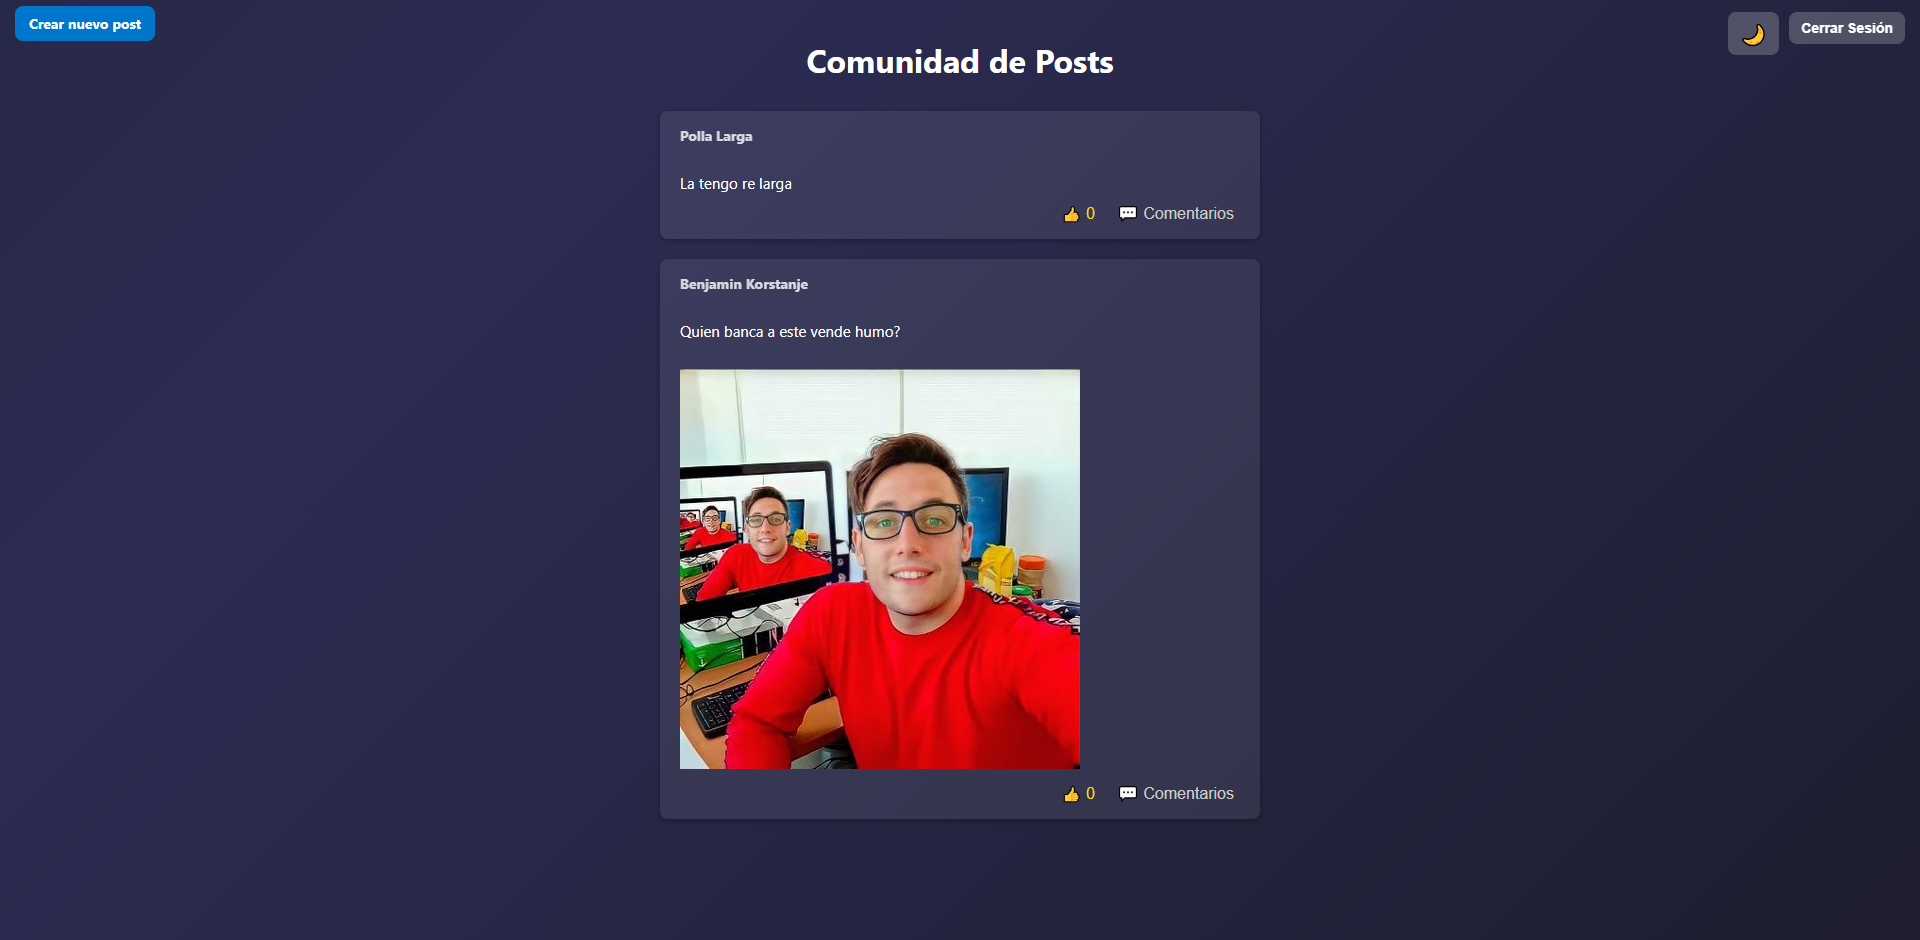 Crear nuevo post
Cerrar Sesión
Comunidad de Posts
Polla Larga
La tengo re larga
👍 0 💬 Comentarios
Benjamin Korstanje
Quien banca a este vende humo?
👍 0 💬 Comentarios